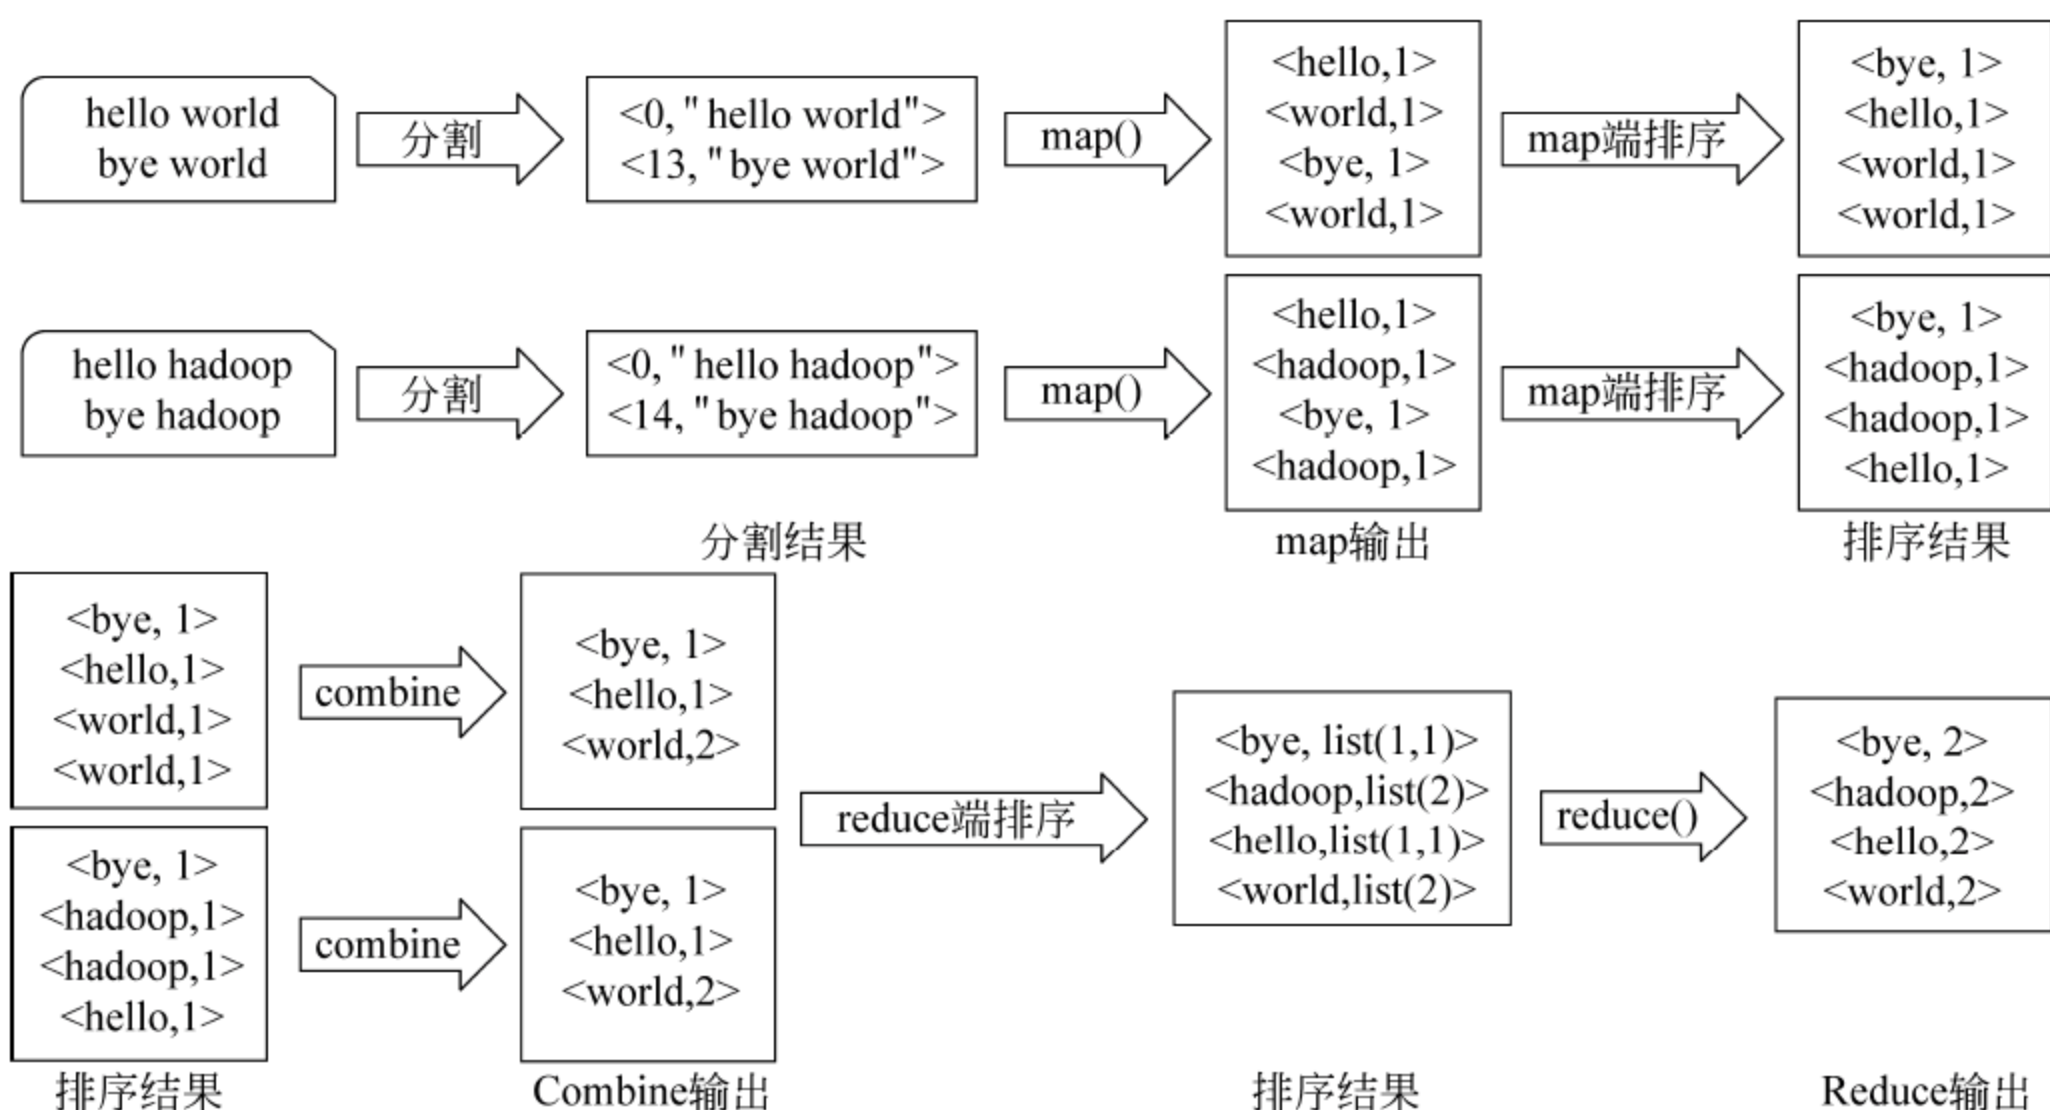 hello world
bye world
分割
<0, "hello world">
<13, "bye world">
map()
<hello,1>
<world,1>
<bye, 1>
<world,1>
map端排序
<bye, 1>
<hello,1>
<world,1>
<world,1>
hello hadoop
bye hadoop
分割
<0, "hello hadoop">
<14, "bye hadoop">
map()
<hello,1>
<hadoop,1>
<bye, 1>
<hadoop,1>
map端排序
<bye, 1>
<hadoop,1>
<hadoop,1>
<hello,1>
分割结果
map输出
排序结果
<bye, 1>
<hello,1>
<world,1>
<world,1>
combine
<bye, 1>
<hello,1>
<world,2>
<bye, 1>
<hadoop,1>
<hadoop,1>
<hello,1>
combine
<bye, 1>
<hello,1>
<world,2>
reduce端排序
<bye, list(1,1)>
<hadoop,list(2)>
<hello,list(1,1)>
<world,list(2)>
reduce()
<bye, 2>
<hadoop,2>
<hello,2>
<world,2>
排序结果
Combine输出
排序结果
Reduce输出